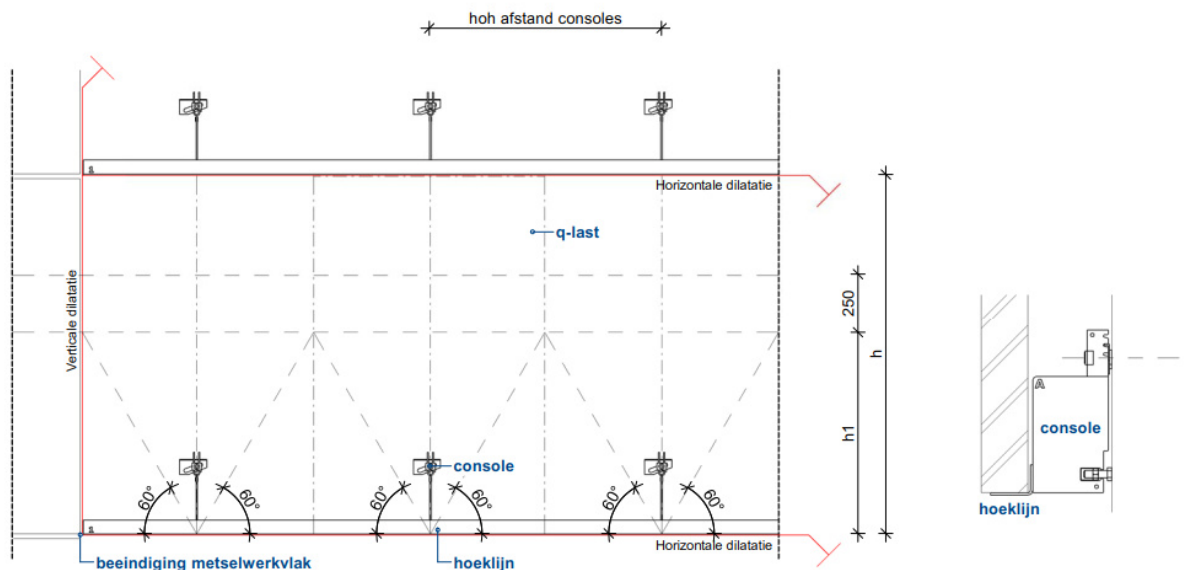 hoh afstand consoles
Horizontale dilatatie
q-last
Verticale dilatatie
250
h
h1
60°
60°
60°
60°
60°
60°
console
Horizontale dilatatie
beeindiging metselwerkvlak
hoeklijn
A
console
hoeklijn